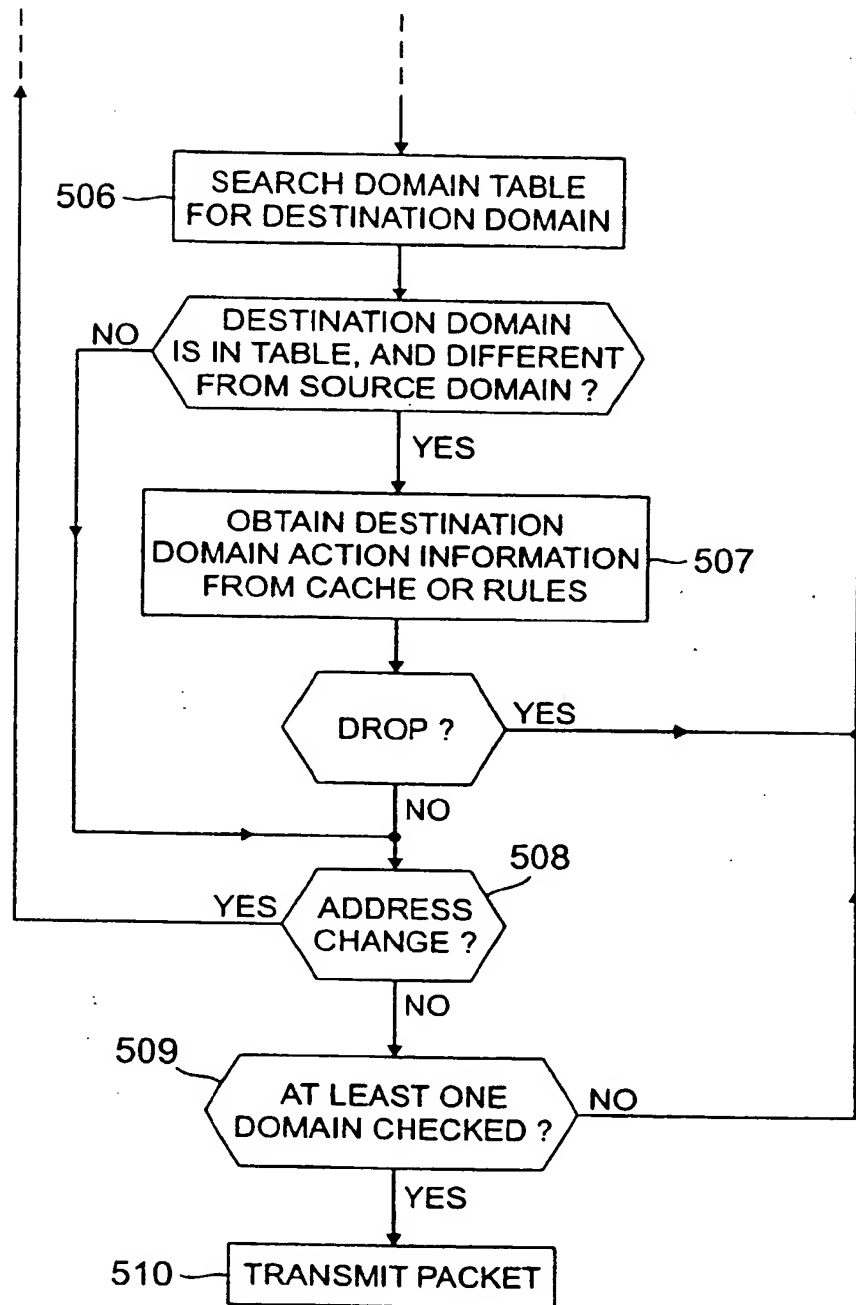 506
SEARCH DOMAIN TABLE
FOR DESTINATION DOMAIN
NO
DESTINATION DOMAIN
IS IN TABLE, AND DIFFERENT
FROM SOURCE DOMAIN ?
YES
OBTAIN DESTINATION
DOMAIN ACTION INFORMATION
FROM CACHE OR RULES
507
DROP ?
YES
NO
508
YES
ADDRESS
CHANGE ?
NO
509
AT LEAST ONE
DOMAIN CHECKED ?
NO
YES
510
TRANSMIT PACKET